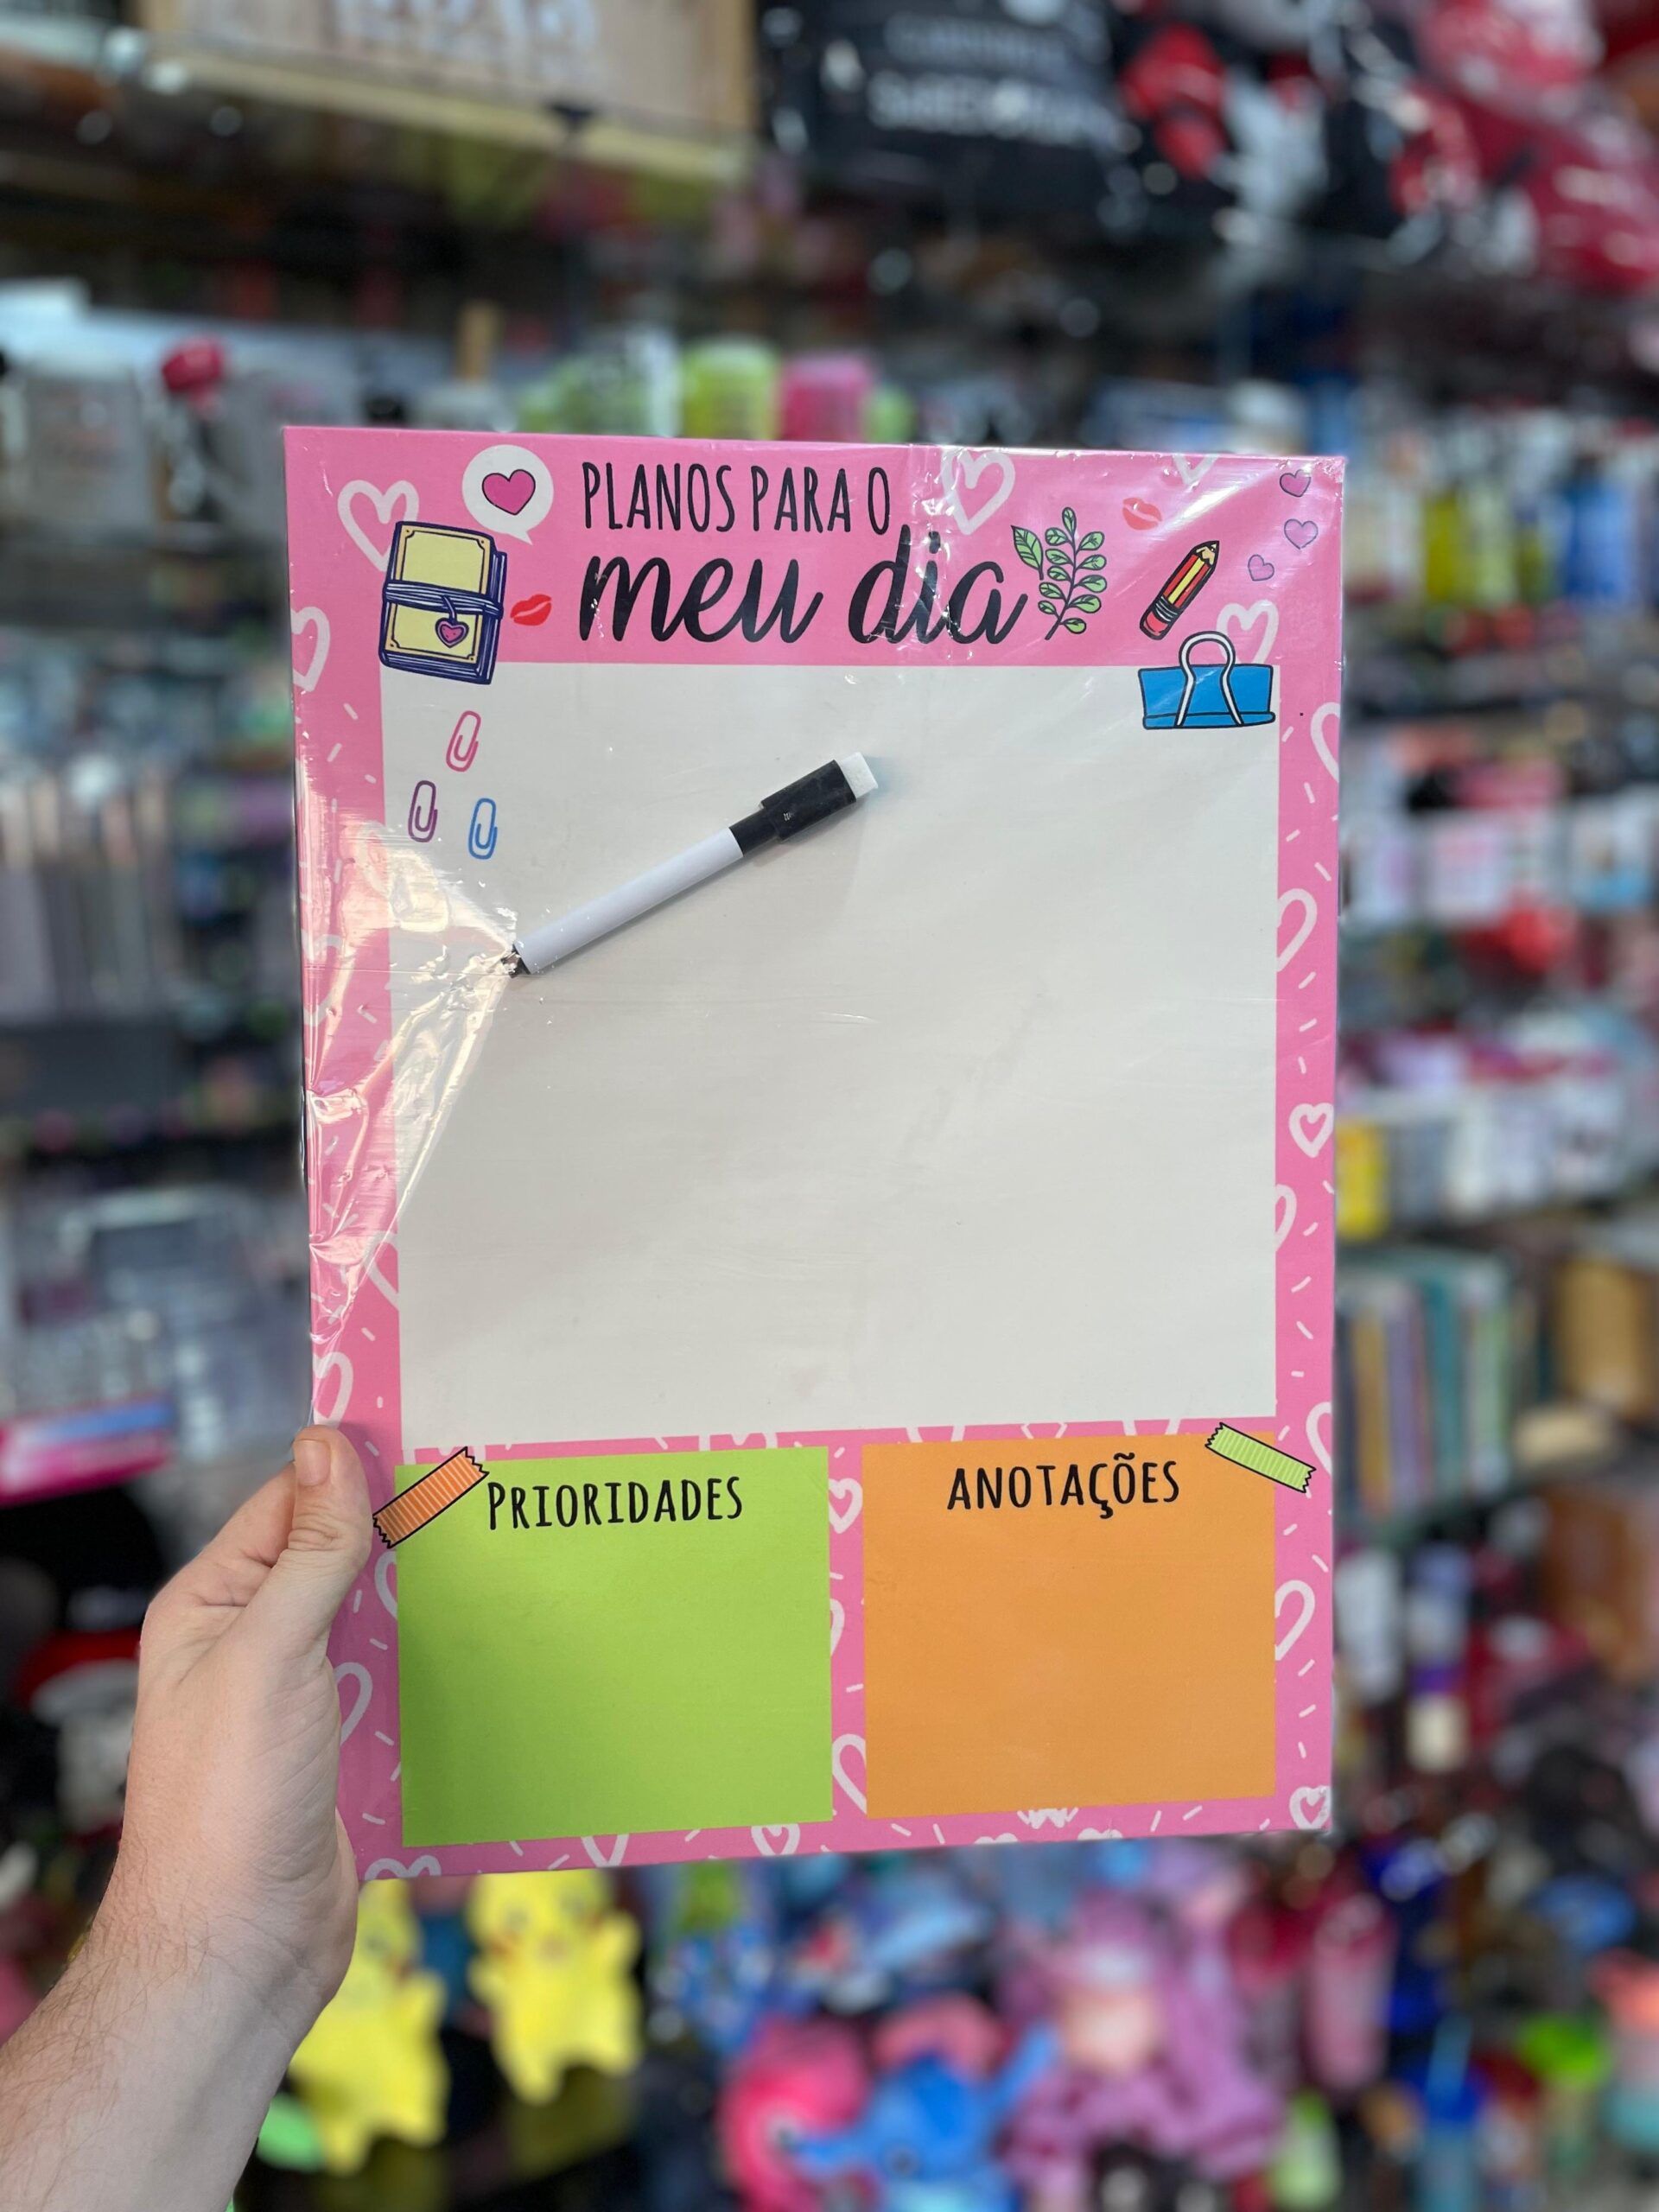 PLANOS PARA O
meu dia
PRIORIDADES
ANOTAÇÕES